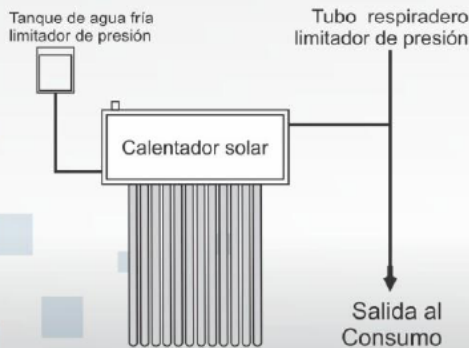 Tanque de agua fría
limitador de presión
Tubo respiradero
limitador de presión
Calentador solar
Salida al
Consumo